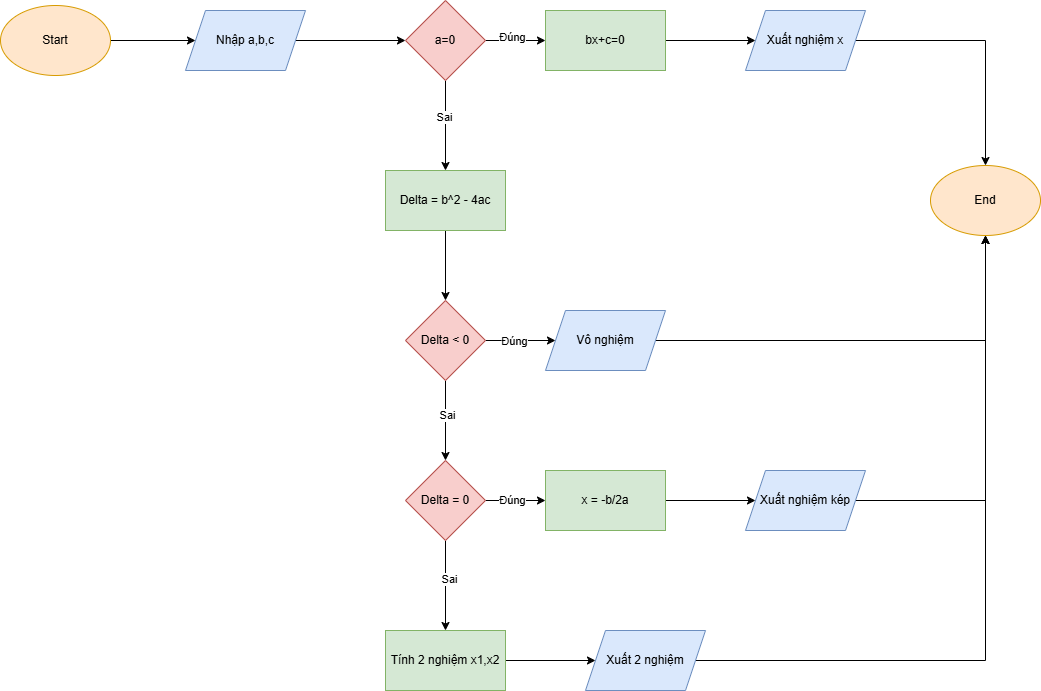 Start
Nhập a,b,c
a=0
Đúng
bx+c=0
Xuất nghiệm x
Sai
Delta = b^2 - 4ac
End
Delta < 0
Đúng
Vô nghiệm
Sai
Delta = 0
Đúng
x = -b/2a
Xuất nghiệm kép
Sai
Tính 2 nghiệm x1,x2
Xuất 2 nghiệm